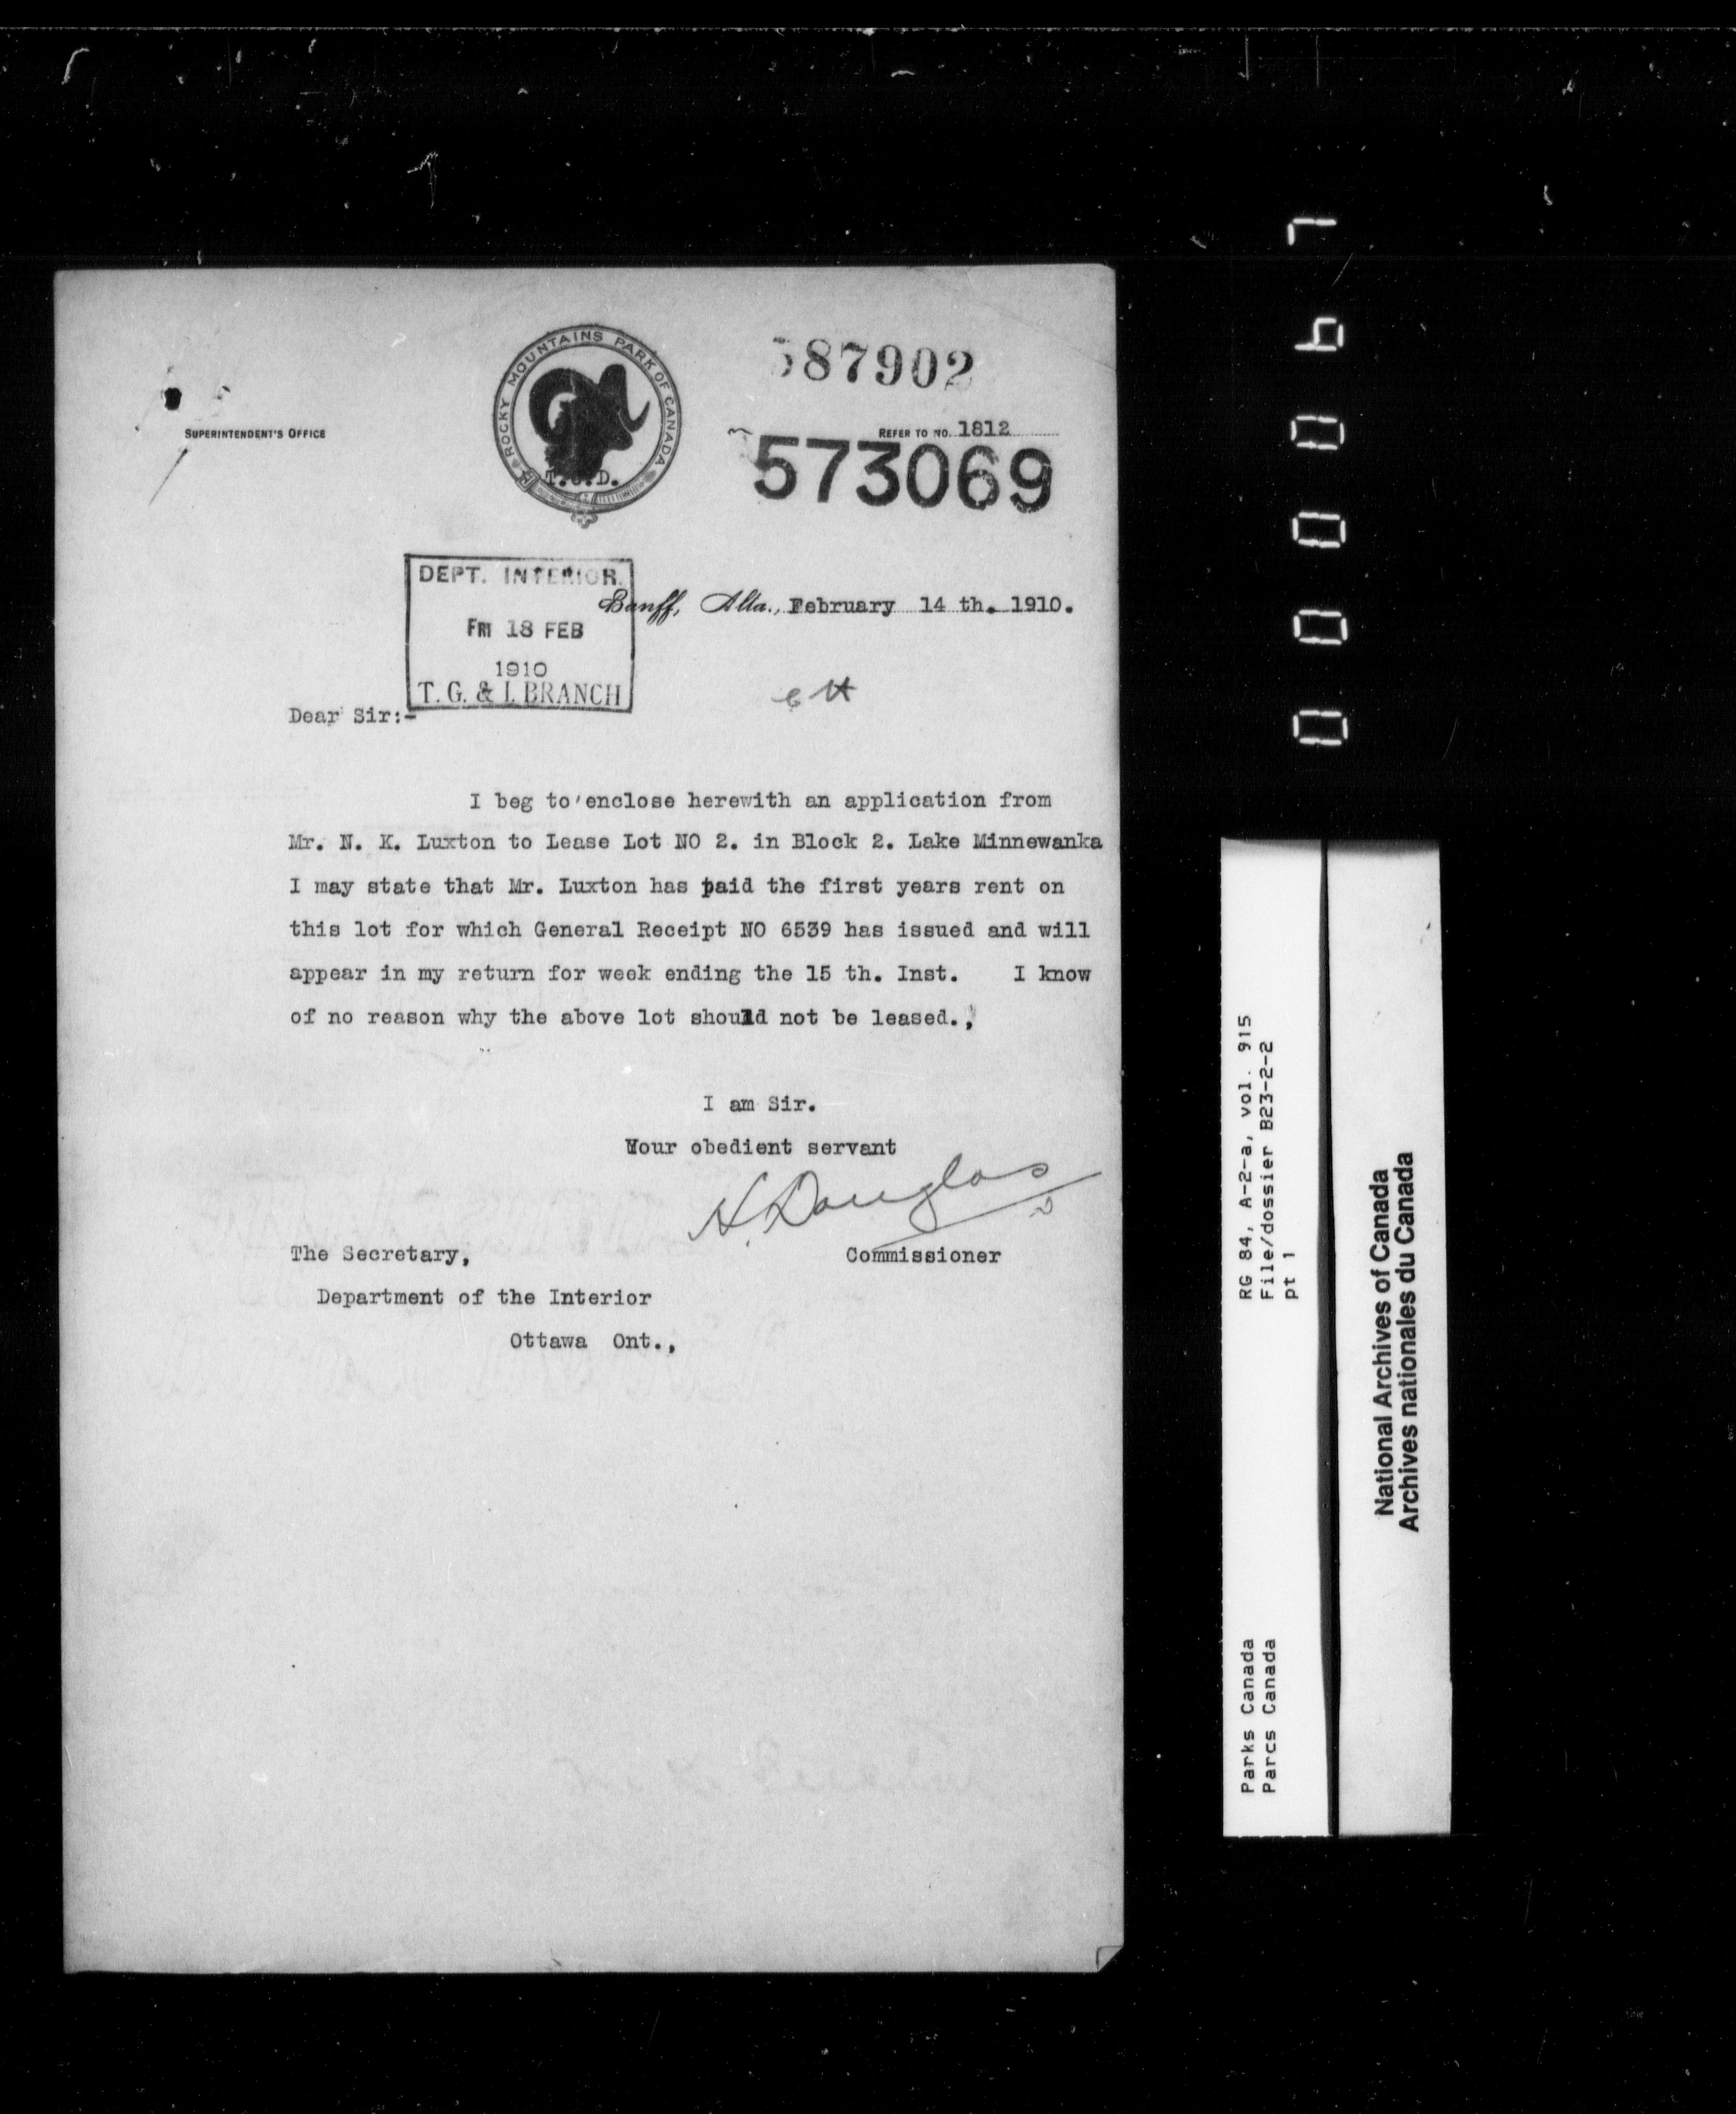 587902
SUPERINTENDENT'S OFFICE
ROCKY MOUNTAINS PARK OF CANADA
T.G.D.
REFER TO NO. 1812
573069
DEPT. INTERIOR.
FRI 18 FEB
1910
T. G. & I. BRANCH
Banff, Alta., February 14 th. 1910.
Dear Sir:-
I beg to enclose herewith an application from
Mr. N. K. Luxton to Lease Lot NO 2. in Block 2. Lake Minnewanka
I may state that Mr. Luxton has paid the first years rent on
this lot for which General Receipt NO 6539 has issued and will
appear in my return for week ending the 15 th. Inst. I know
of no reason why the above lot should not be leased.,
I am Sir.
Your obedient servant
H. Douglas
Commissioner
The Secretary,
Department of the Interior
Ottawa Ont.,
RG 84, A-2-a, vol. 915
File/dossier B23-2-2
pt 1
Parks Canada
Parcs Canada
National Archives of Canada
Archives nationales du Canada